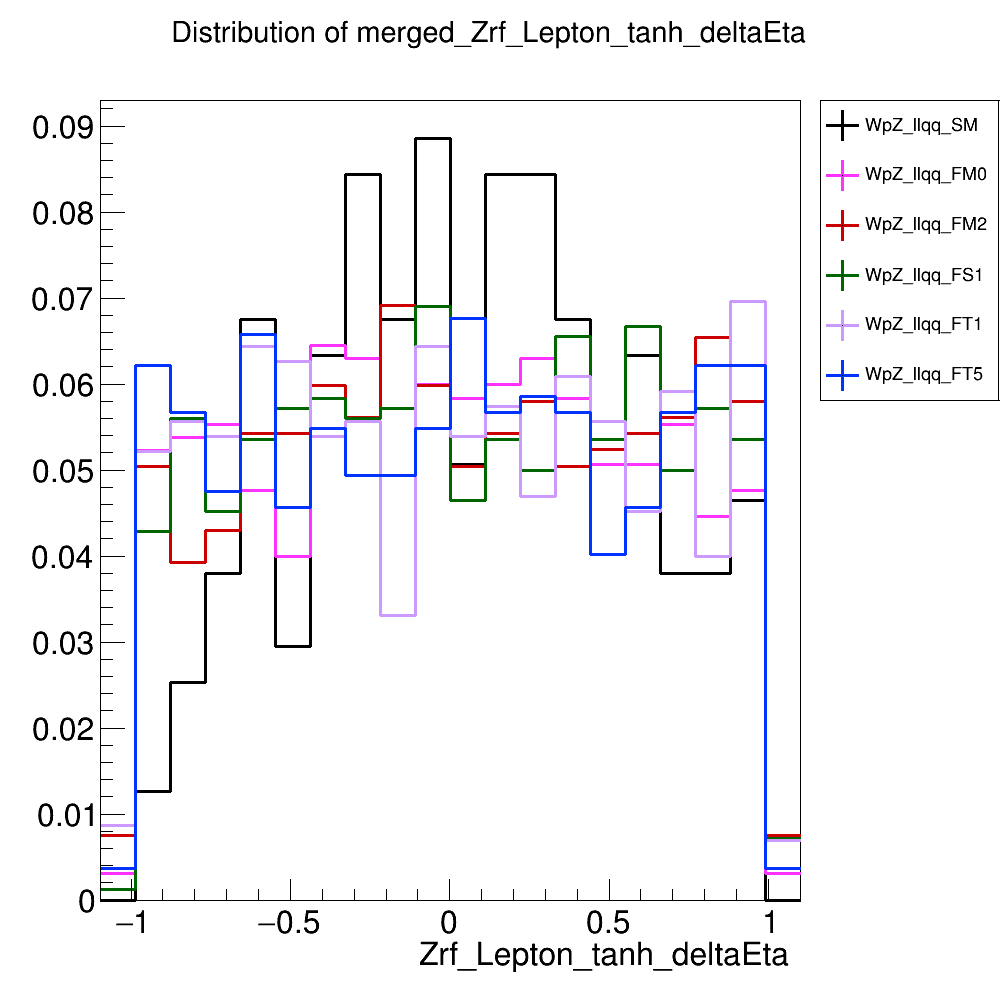 Distribution of merged_Zrf_Lepton_tanh_deltaEta
0.09
0.08
0.07
0.06
0.05
0.04
0.03
0.02
0.01
0
−1
−0.5
0
0.5
1
Zrf_Lepton_tanh_deltaEta
WpZ_llqq_SM
WpZ_llqq_FM0
WpZ_llqq_FM2
WpZ_llqq_FS1
WpZ_llqq_FT1
WpZ_llqq_FT5